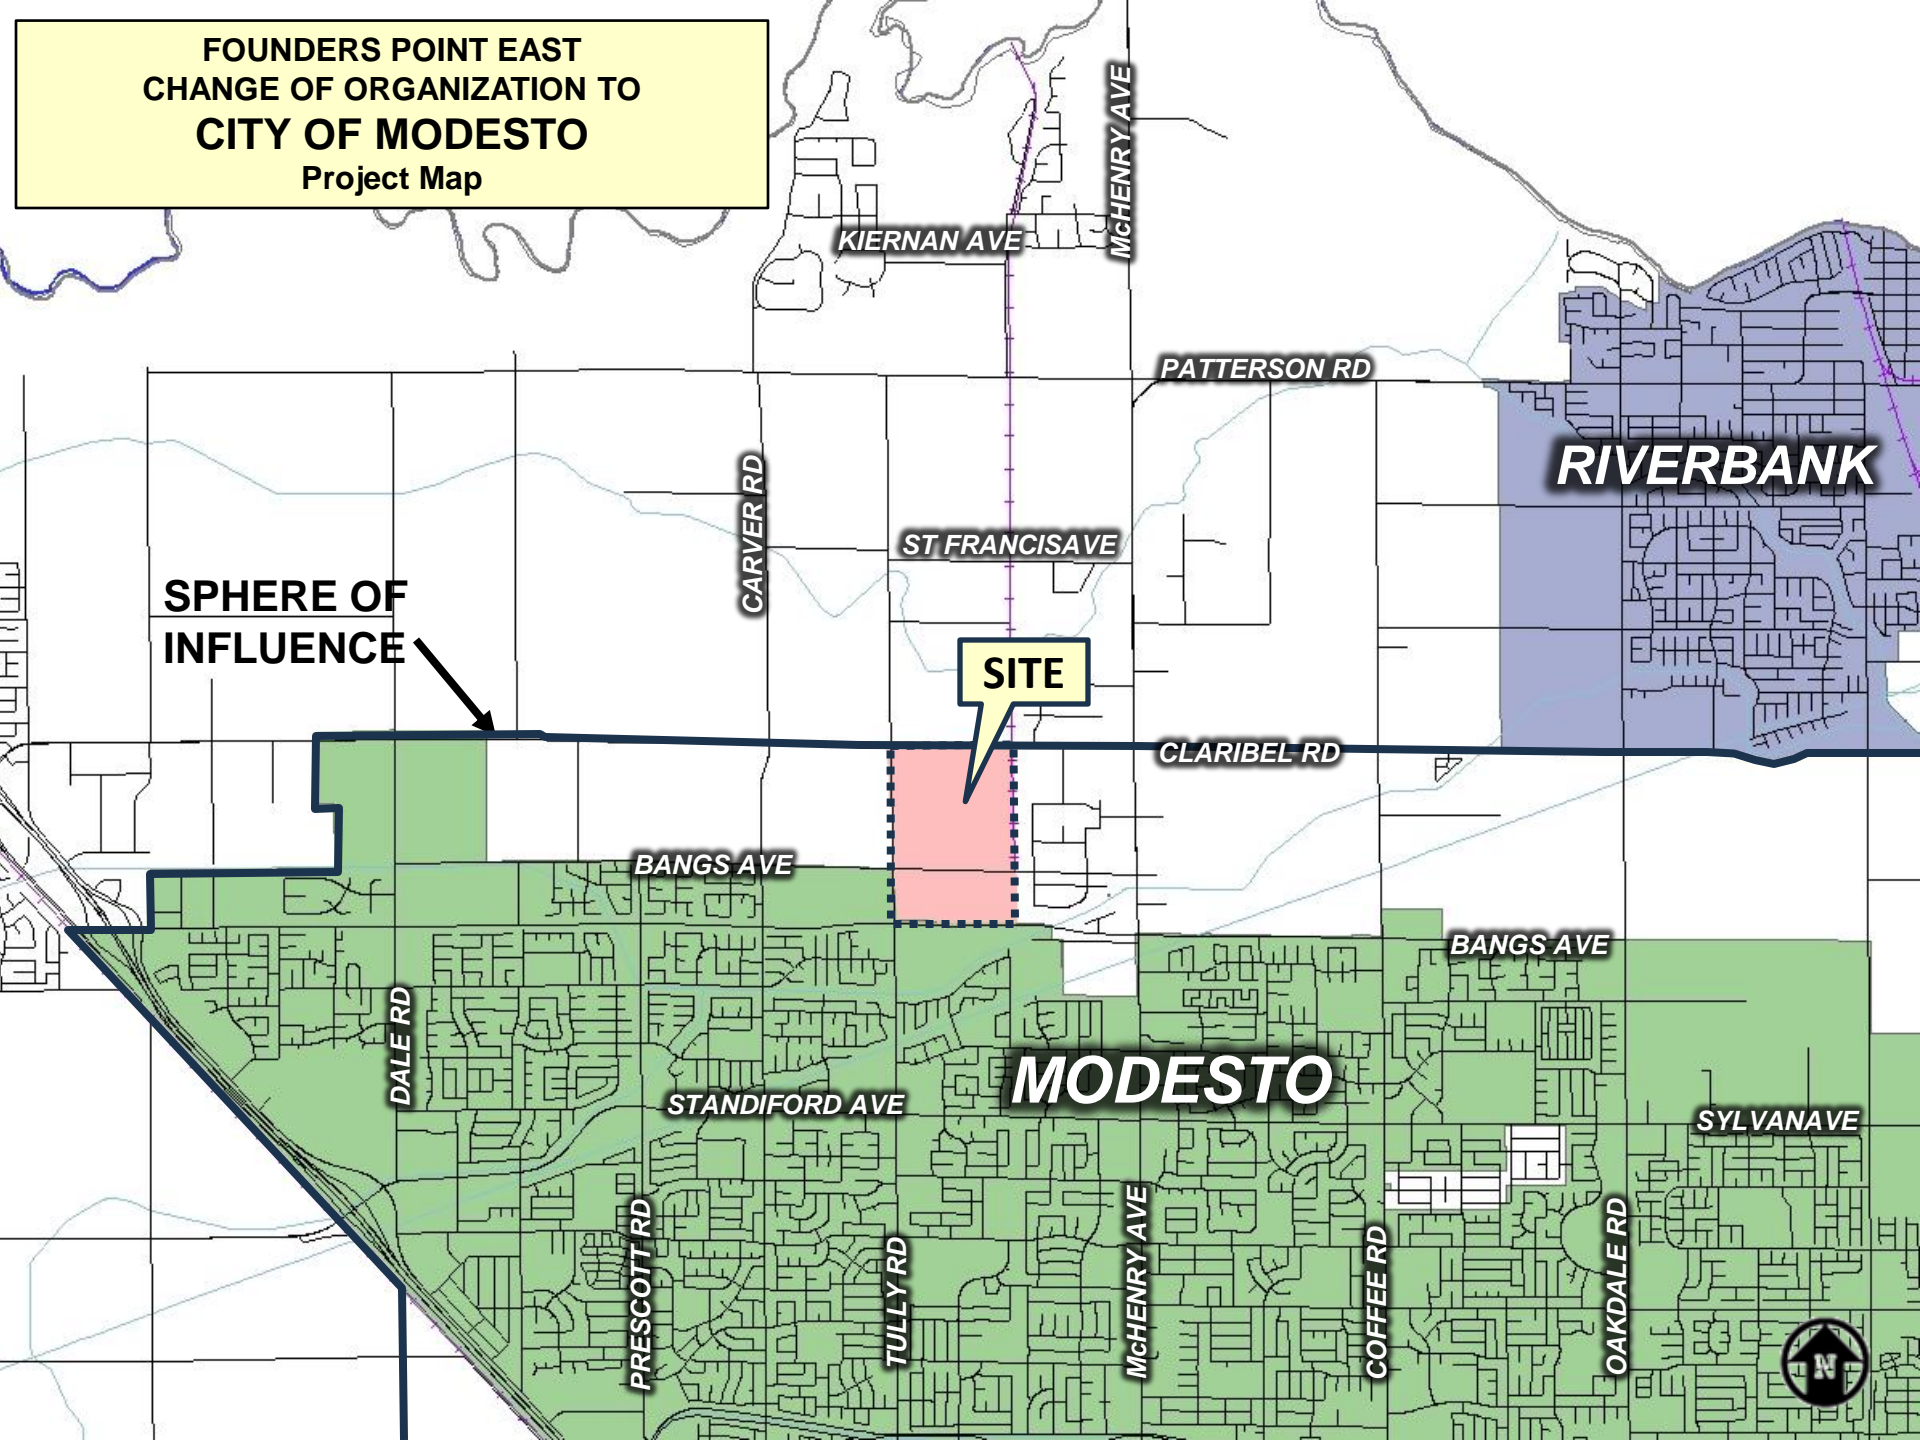 FOUNDERS POINT EAST
CHANGE OF ORGANIZATION TO
CITY OF MODESTO
Project Map
McHENRY AVE
KIERNAN AVE
PATTERSON RD
RIVERBANK
CARVER RD
ST FRANCISAVE
SPHERE OF
INFLUENCE
SITE
CLARIBEL RD
BANGS AVE
BANGS AVE
DALE RD
MODESTO
STANDIFORD AVE
SYLVANAVE
PRESCOTT RD
TULLY RD
McHENRY AVE
COFFEE RD
OAKDALE RD
N